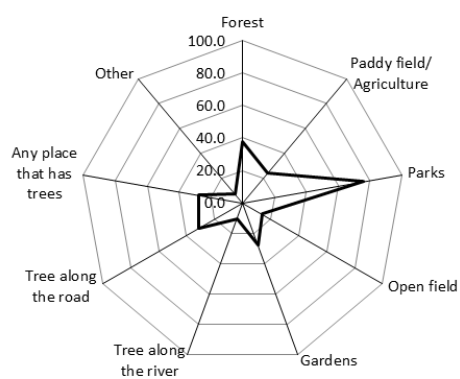 Forest
100.0
80.0
60.0
40.0
20.0
0.0
Paddy field/
Agriculture
Parks
Open field
Gardens
Tree along
the river
Tree along
the road
Any place
that has
trees
Other